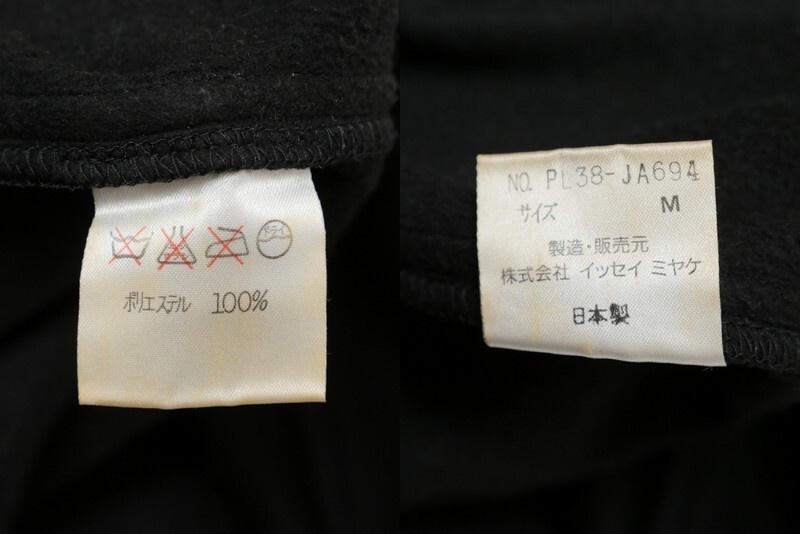 ドライ
ポリエステル 100%
NO. PL38-JA694
サイズ M
製造・販売元
株式会社 イッセイ ミヤケ
日本製